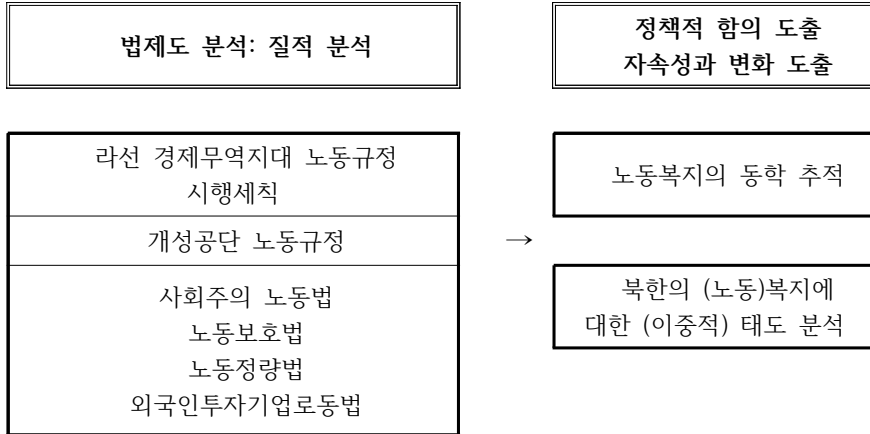 법제도 분석: 질적 분석
정책적 함의 도출
자속성과 변화 도출
라선 경제무역지대 노동규정
시행세칙
개성공단 노동규정
사회주의 노동법
노동보호법
노동정량법
외국인투자기업로동법
→
노동복지의 동학 추적
북한의 (노동)복지에
대한 (이중적) 태도 분석